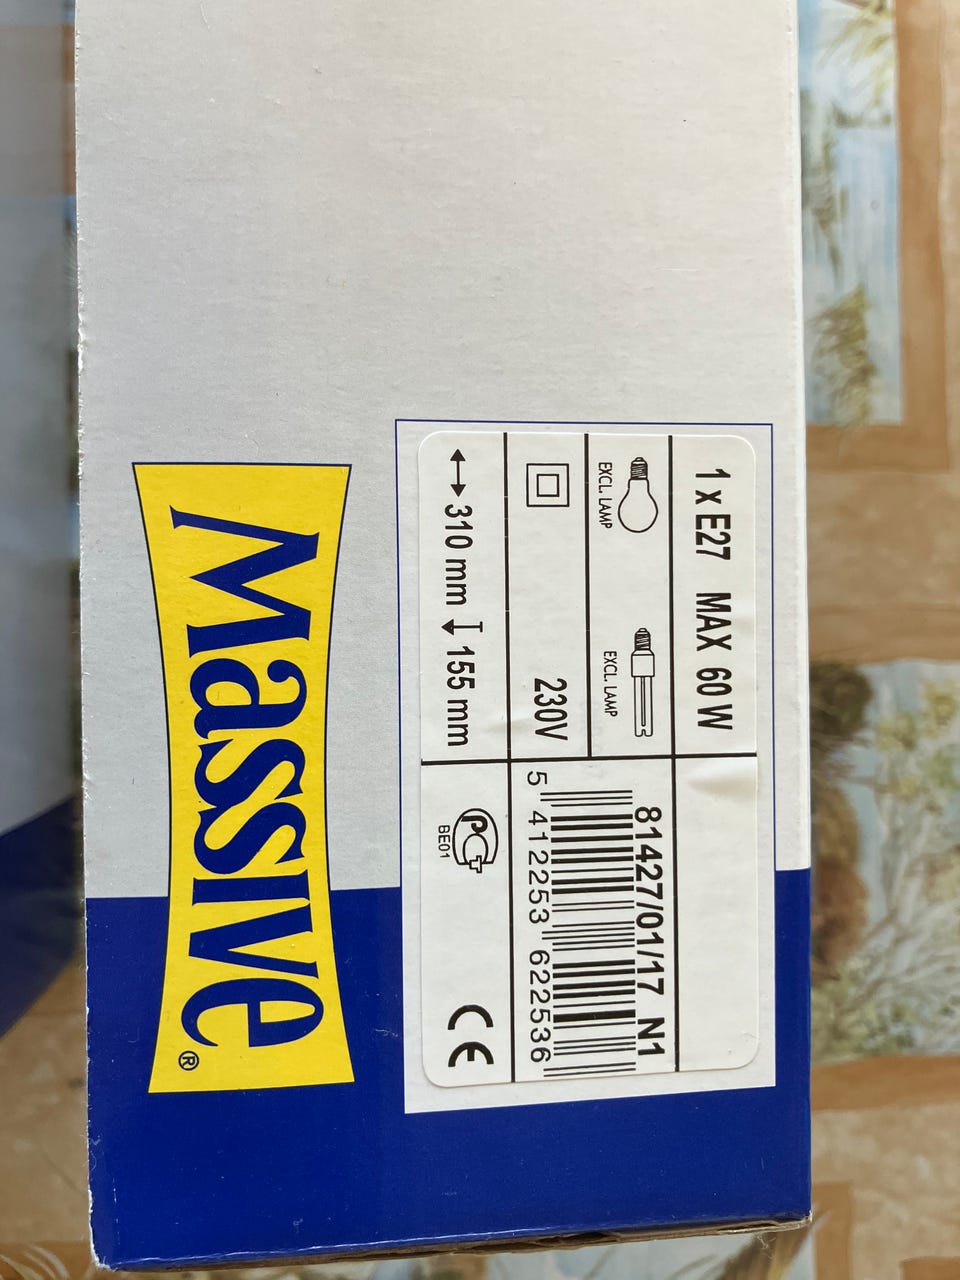 Massive®
1 x E27 MAX 60 W
EXCL. LAMP
EXCL. LAMP
230V
310 mm 155 mm
81427/01/17 N1
5 412253 622536
РСТ
BE01
CE